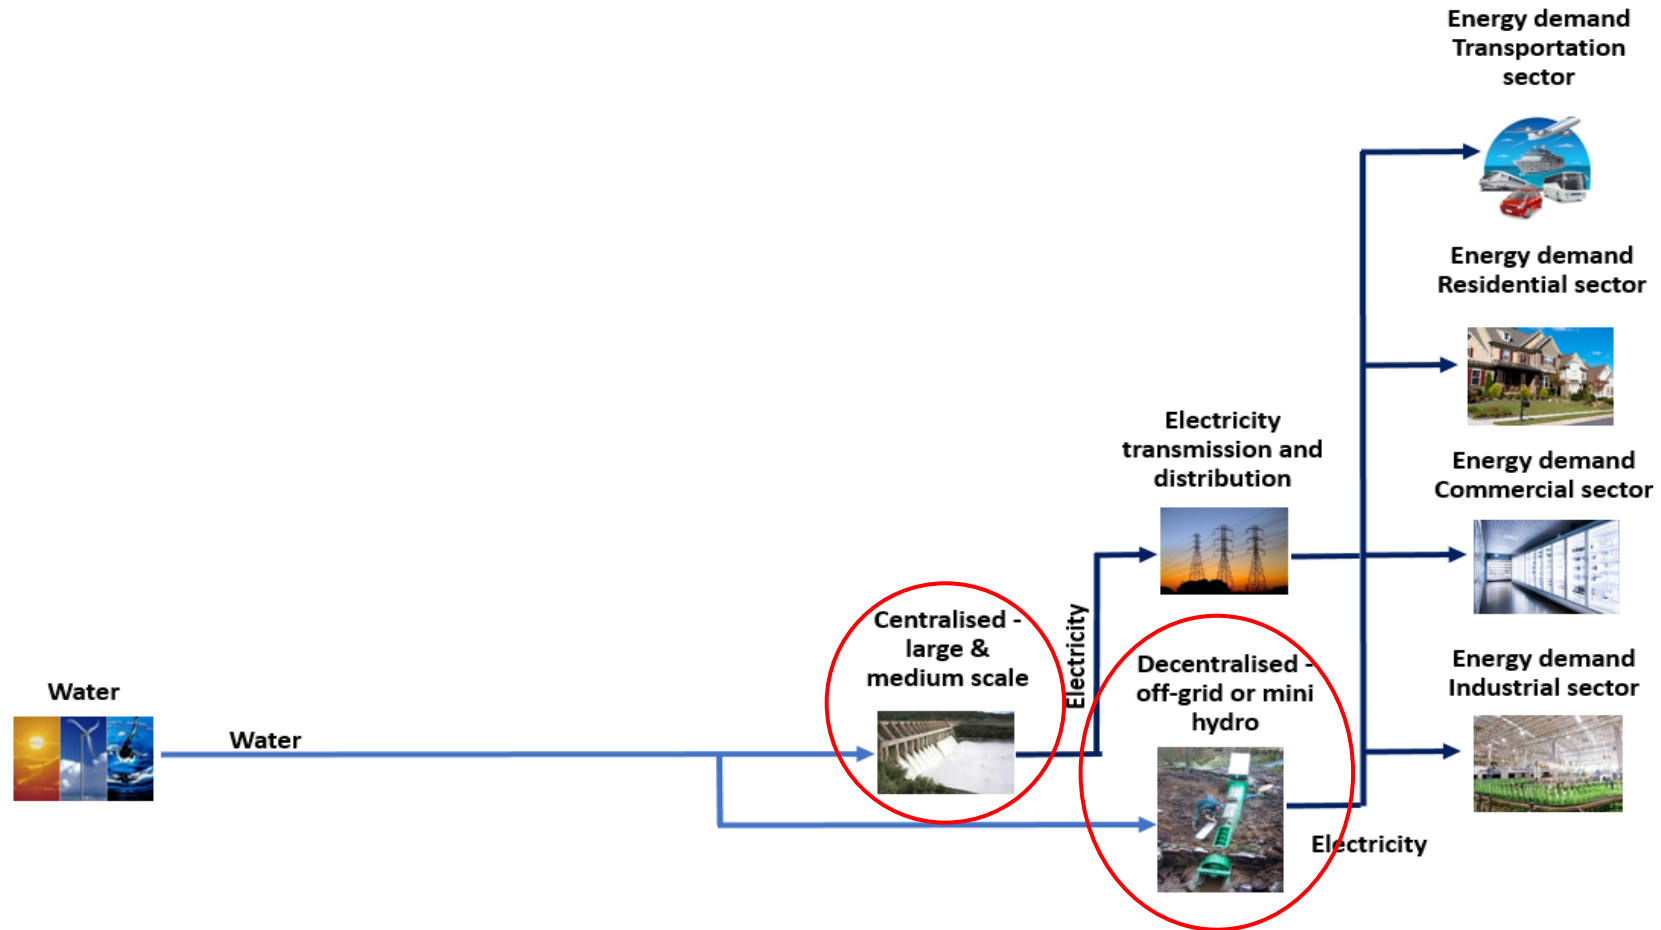 Energy demand
Transportation
sector
Energy demand
Residential sector
Electricity
transmission and
distribution
Energy demand
Commercial sector
Centralised -
large &
medium scale
Electricity
Decentralised -
off-grid or mini
hydro
Energy demand
Industrial sector
Water
Water
Electricity